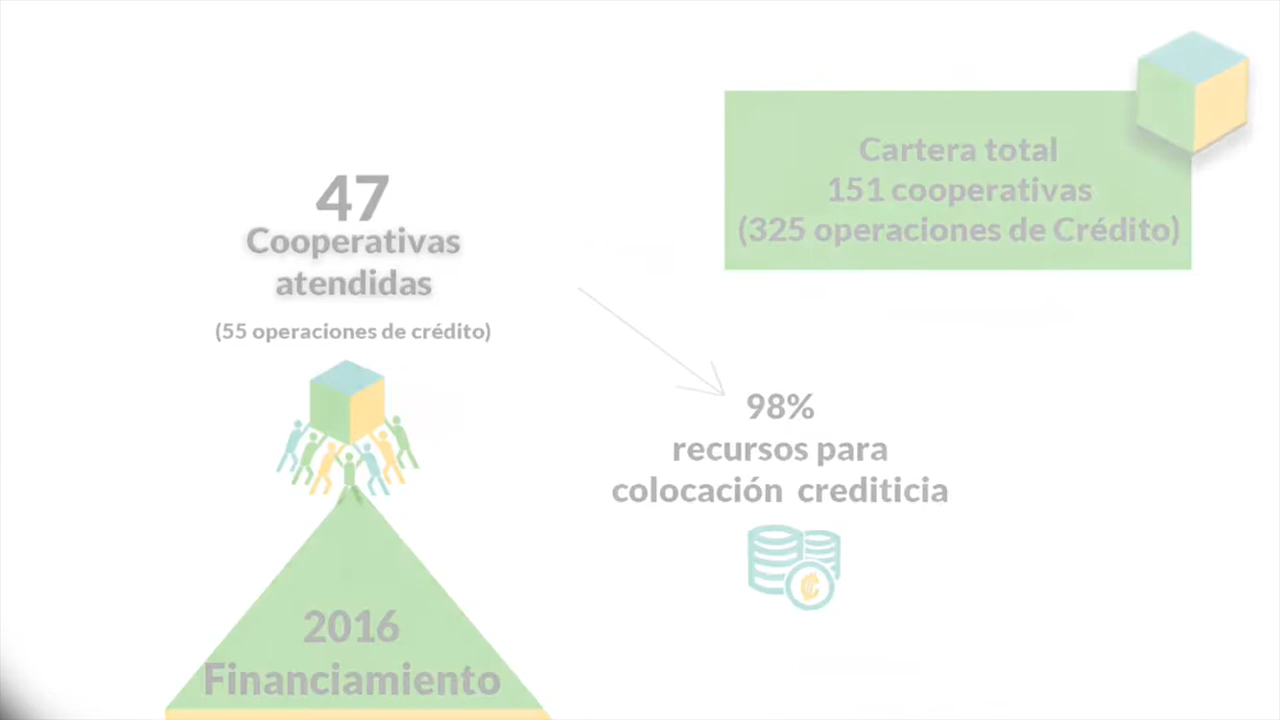 Cartera total
151 cooperativas
(325 operaciones de Crédito)
47
Cooperativas
atendidas
(55 operaciones de crédito)
98%
recursos para
colocación crediticia
₡
2016
Financiamiento